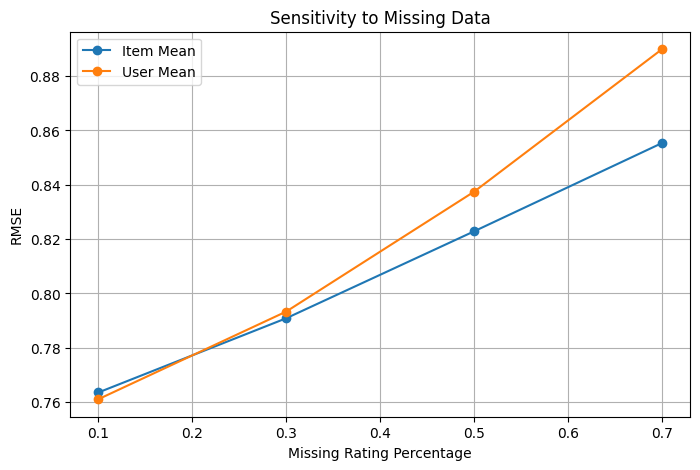 Sensitivity to Missing Data
Item Mean
User Mean
0.88
0.86
0.84
0.82
0.80
0.78
0.76
RMSE
0.1 0.2 0.3 0.4 0.5 0.6 0.7
Missing Rating Percentage